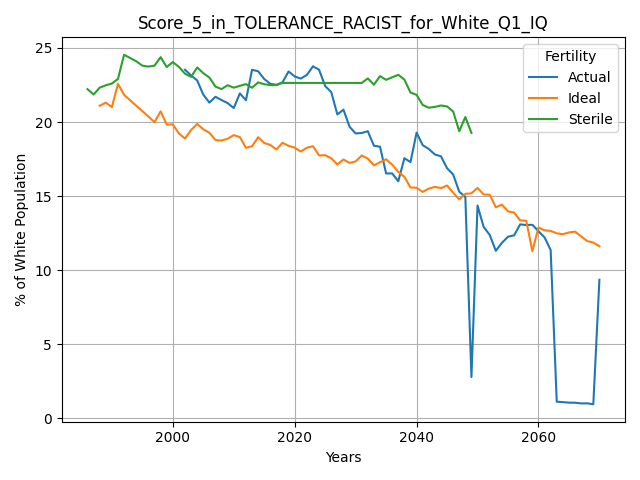 Score_5_in_TOLERANCE_RACIST_for_White_Q1_IQ
Fertility
Actual
Ideal
Sterile
% of White Population
25
20
15
10
5
0
2000 2020 2040 2060
Years